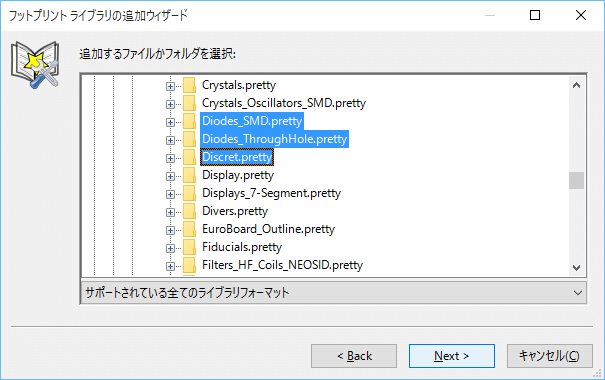 フットプリント ライブラリの追加ウィザード
追加するファイルかフォルダを選択:
Crystals.pretty
Crystals_Oscillators_SMD.pretty
Diodes_SMD.pretty
Diodes_ThroughHole.pretty
Discret.pretty
Display.pretty
Displays_7-Segment.pretty
Divers.pretty
EuroBoard_Outline.pretty
Fiducials.pretty
Filters_HF_Coils_NEOSID.pretty
サポートされている全てのライブラリフォーマット
< Back
Next >
キャンセル(C)